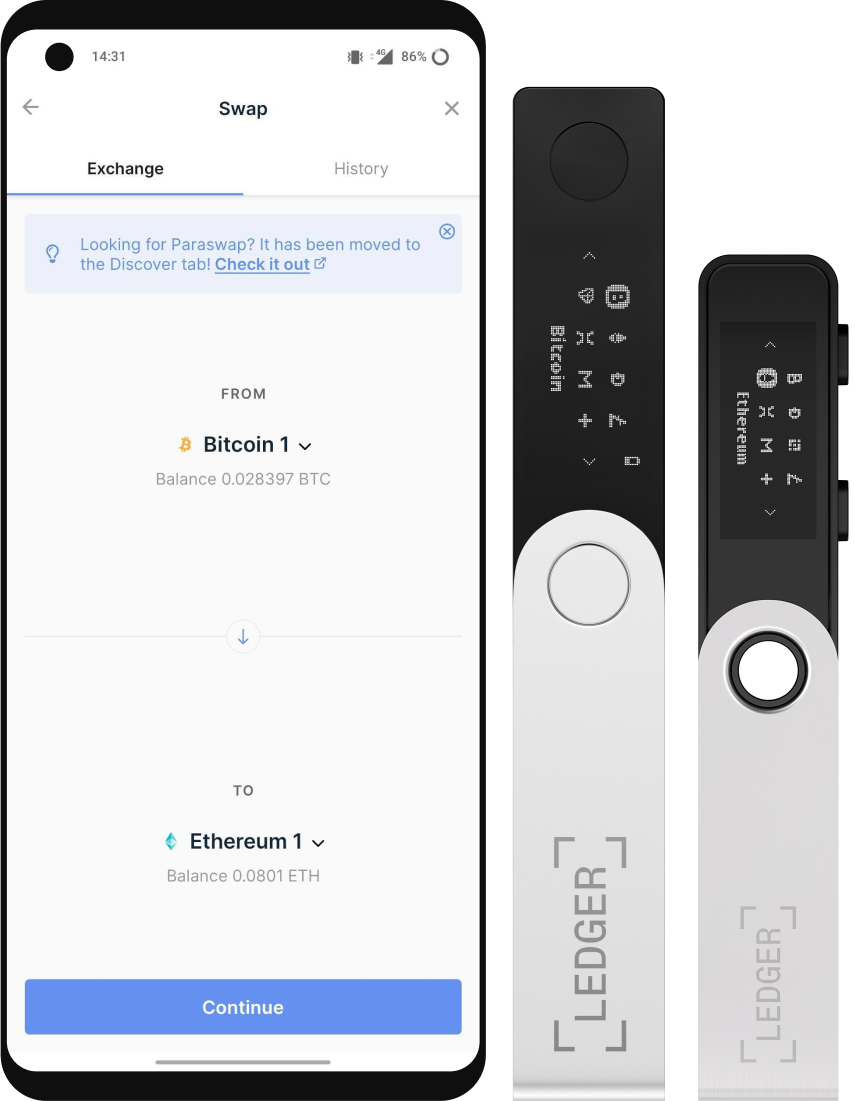 14:31
4G
86%
Swap
Exchange
History
Looking for Paraswap? It has been moved to
the Discover tab! Check it out
FROM
Bitcoin 1
Balance 0.028397 BTC
TO
Ethereum 1
Balance 0.0801 ETH
Continue
Bitcoin
LEDGER
Ethereum
LEDGER